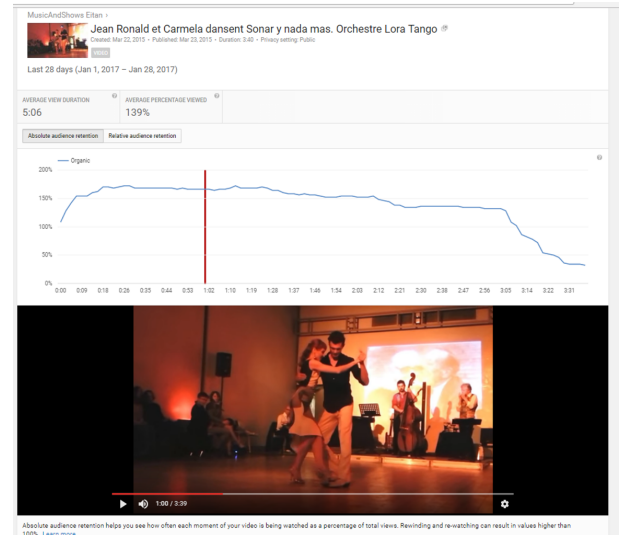 MusicAndShows Eitan ›
Jean Ronald et Carmela dansent Sonar y nada mas. Orchestre Lora Tango
Created: Mar 22, 2015 • Published: Mar 23, 2015 • Duration: 3:40 • Privacy setting: Public
VIDEO
Last 28 days (Jan 1, 2017 – Jan 28, 2017)
AVERAGE VIEW DURATION
5:06
AVERAGE PERCENTAGE VIEWED
139%
Absolute audience retention Relative audience retention
Organic
200%
150%
100%
50%
0%
0:00 0:09 0:18 0:26 0:35 0:44 0:53 1:02 1:10 1:19 1:28 1:37 1:46 1:54 2:03 2:12 2:21 2:30 2:38 2:47 2:56 3:05 3:14 3:22 3:31
1:00 / 3:39
Absolute audience retention helps you see how often each moment of your video is being watched as a percentage of total views. Rewinding and re-watching can result in values higher than
100%. Learn more